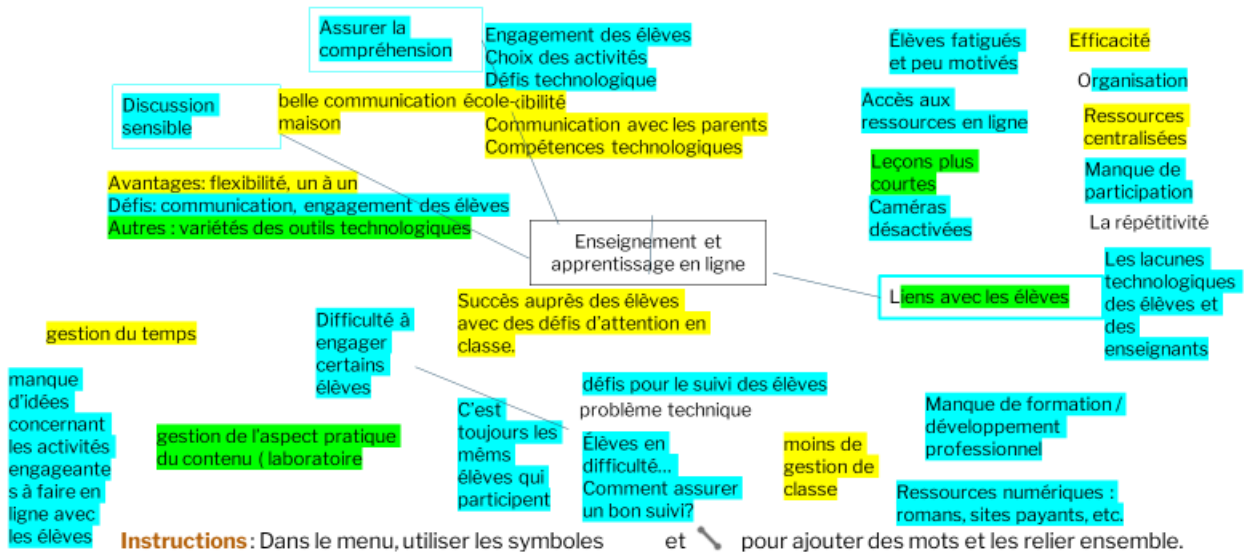 Assurer la
compréhension
Engagement des élèves
Choix des activités
Défis technologique
xibilité
Communication avec les parents
Compétences technologiques
Discussion
sensible
belle communication école-
maison
Avantages: flexibilité, un à un
Défis: communication, engagement des élèves
Autres : variétés des outils technologiques
Enseignement et
apprentissage en ligne
Élèves fatigués
et peu motivés
Accès aux
ressources en ligne
Leçons plus
courtes
Caméras
désactivées
Efficacité
Organisation
Ressources
centralisées
Manque de
participation
La répétitivité
Liens avec les élèves
Les lacunes
technologiques
des élèves et
des
enseignants
Succès auprès des élèves
avec des défis d'attention en
classe.
gestion du temps
Difficulté à
engager
certains
élèves
manque
d'idées
concernant
les activités
engageante
s à faire en
ligne avec
les élèves
gestion de l'aspect pratique
du contenu ( laboratoire
C'est
toujours les
mêms
élèves qui
participent
défis pour le suivi des élèves
problème technique
Élèves en
difficulté...
Comment assurer
un bon suivi?
moins de
gestion de
classe
Manque de formation /
développement
professionnel
Ressources numériques :
romans, sites payants, etc.
Instructions : Dans le menu, utiliser les symboles et pour ajouter des mots et les relier ensemble.